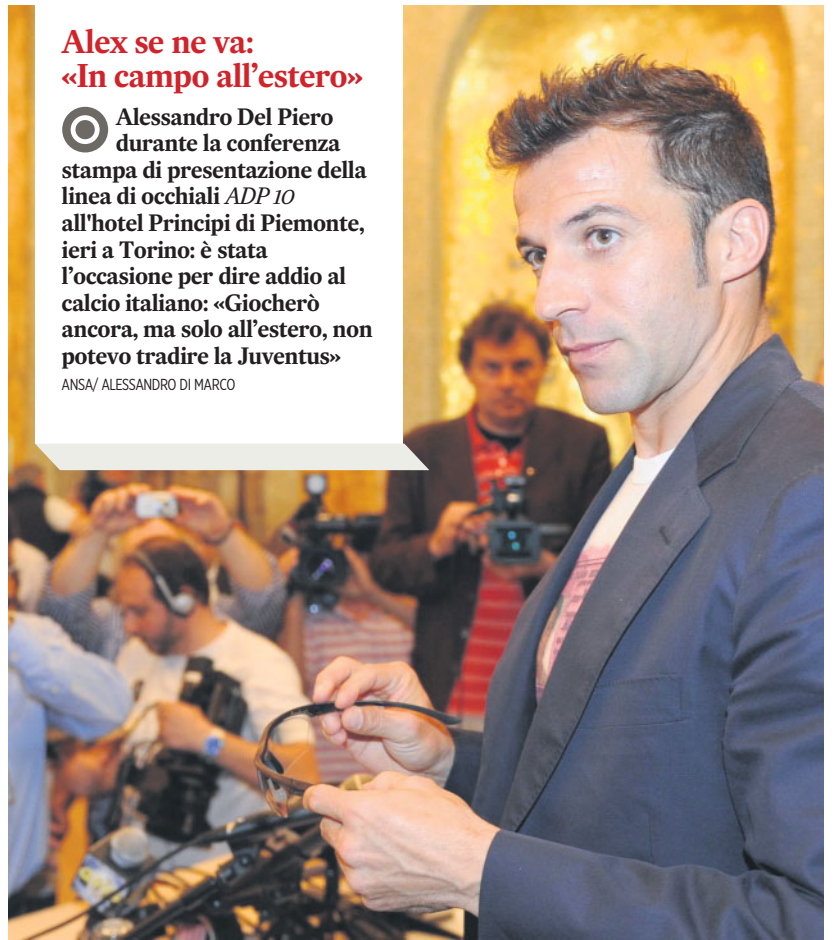 Alex se ne va:
«In campo all’estero»
Alessandro Del Piero
durante la conferenza
stampa di presentazione della
linea di occhiali ADP 10
all'hotel Principi di Piemonte,
ieri a Torino: è stata
l’occasione per dire addio al
calcio italiano: «Giocherò
ancora, ma solo all’estero, non
potevo tradire la Juventus»
ANSA/ ALESSANDRO DI MARCO